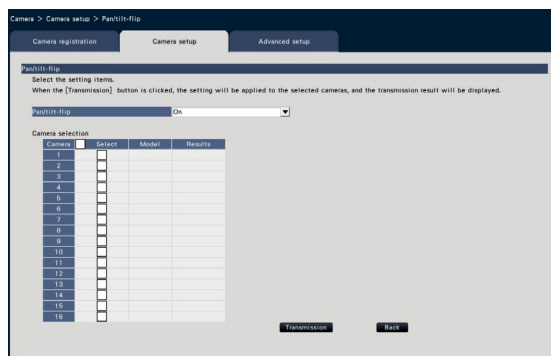 Camera > Camera setup > Pan/tilt-flip
Camera registration
Camera setup
Advanced setup
Pan/tilt-flip
Select the setting items.
When the [Transmission] button is clicked, the setting will be applied to the selected cameras, and the transmission result will be displayed.
Pan/tilt-flip On
Camera selection
Camera Select Model Results
1
2
3
4
5
6
7
8
9
10
11
12
13
14
15
16
Transmission Back